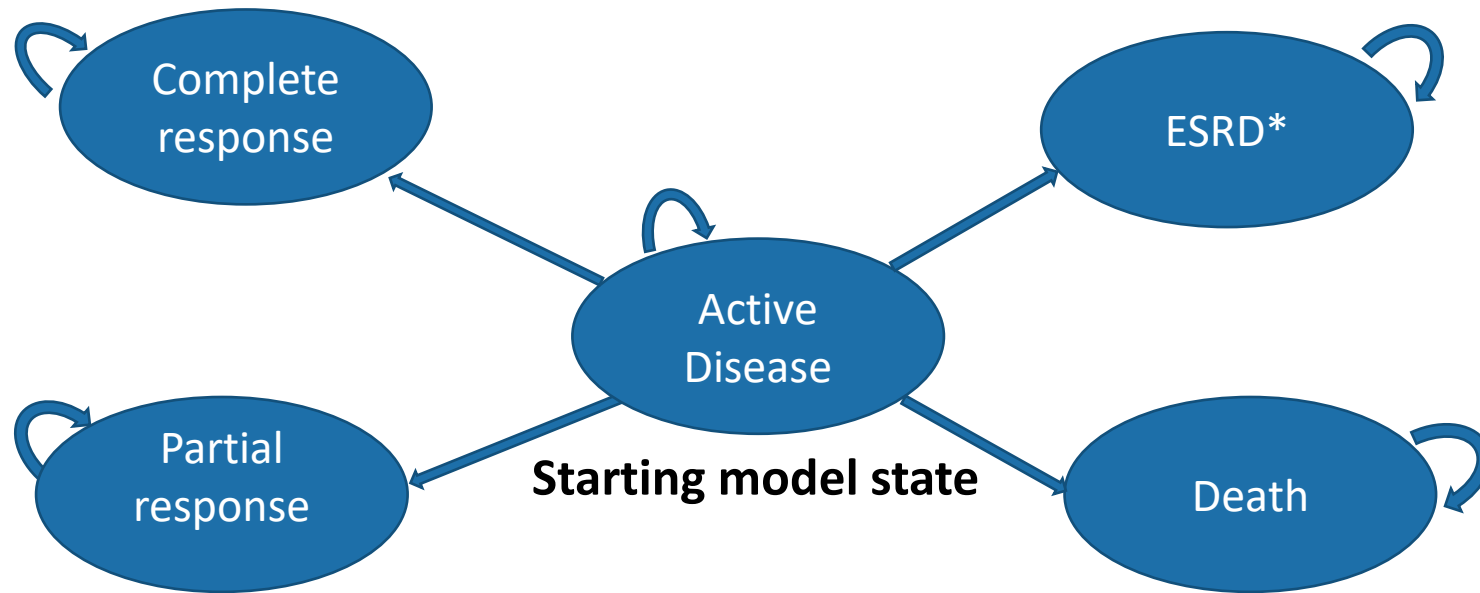 Complete
response
ESRD*
Active
Disease
Partial
response
Starting model state
Death